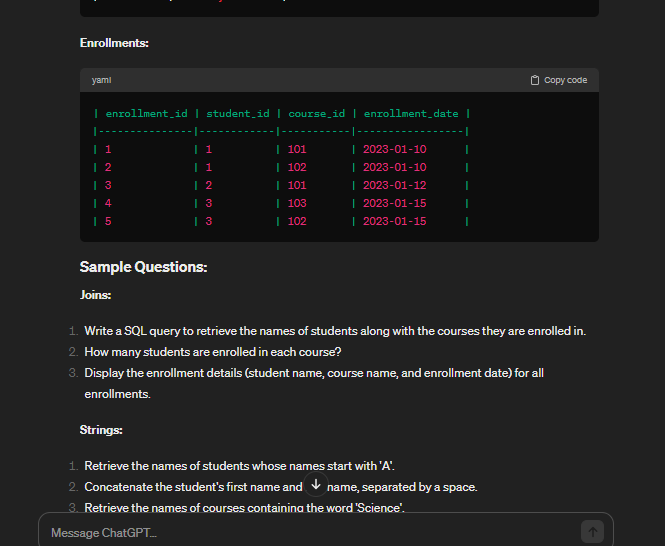 Enrollments:
yaml Copy code
| enrollment_id | student_id | course_id | enrollment_date |
|---------------|------------|-----------|-----------------|
| 1 | 1 | 101 | 2023-01-10 |
| 2 | 1 | 102 | 2023-01-10 |
| 3 | 2 | 101 | 2023-01-12 |
| 4 | 3 | 103 | 2023-01-15 |
| 5 | 3 | 102 | 2023-01-15 |
Sample Questions:
Joins:
1. Write a SQL query to retrieve the names of students along with the courses they are enrolled in.
2. How many students are enrolled in each course?
3. Display the enrollment details (student name, course name, and enrollment date) for all
enrollments.
Strings:
1. Retrieve the names of students whose names start with 'A'.
2. Concatenate the student's first name and name, separated by a space.
3. Retrieve the names of courses containing the word 'Science'.
Message ChatGPT...